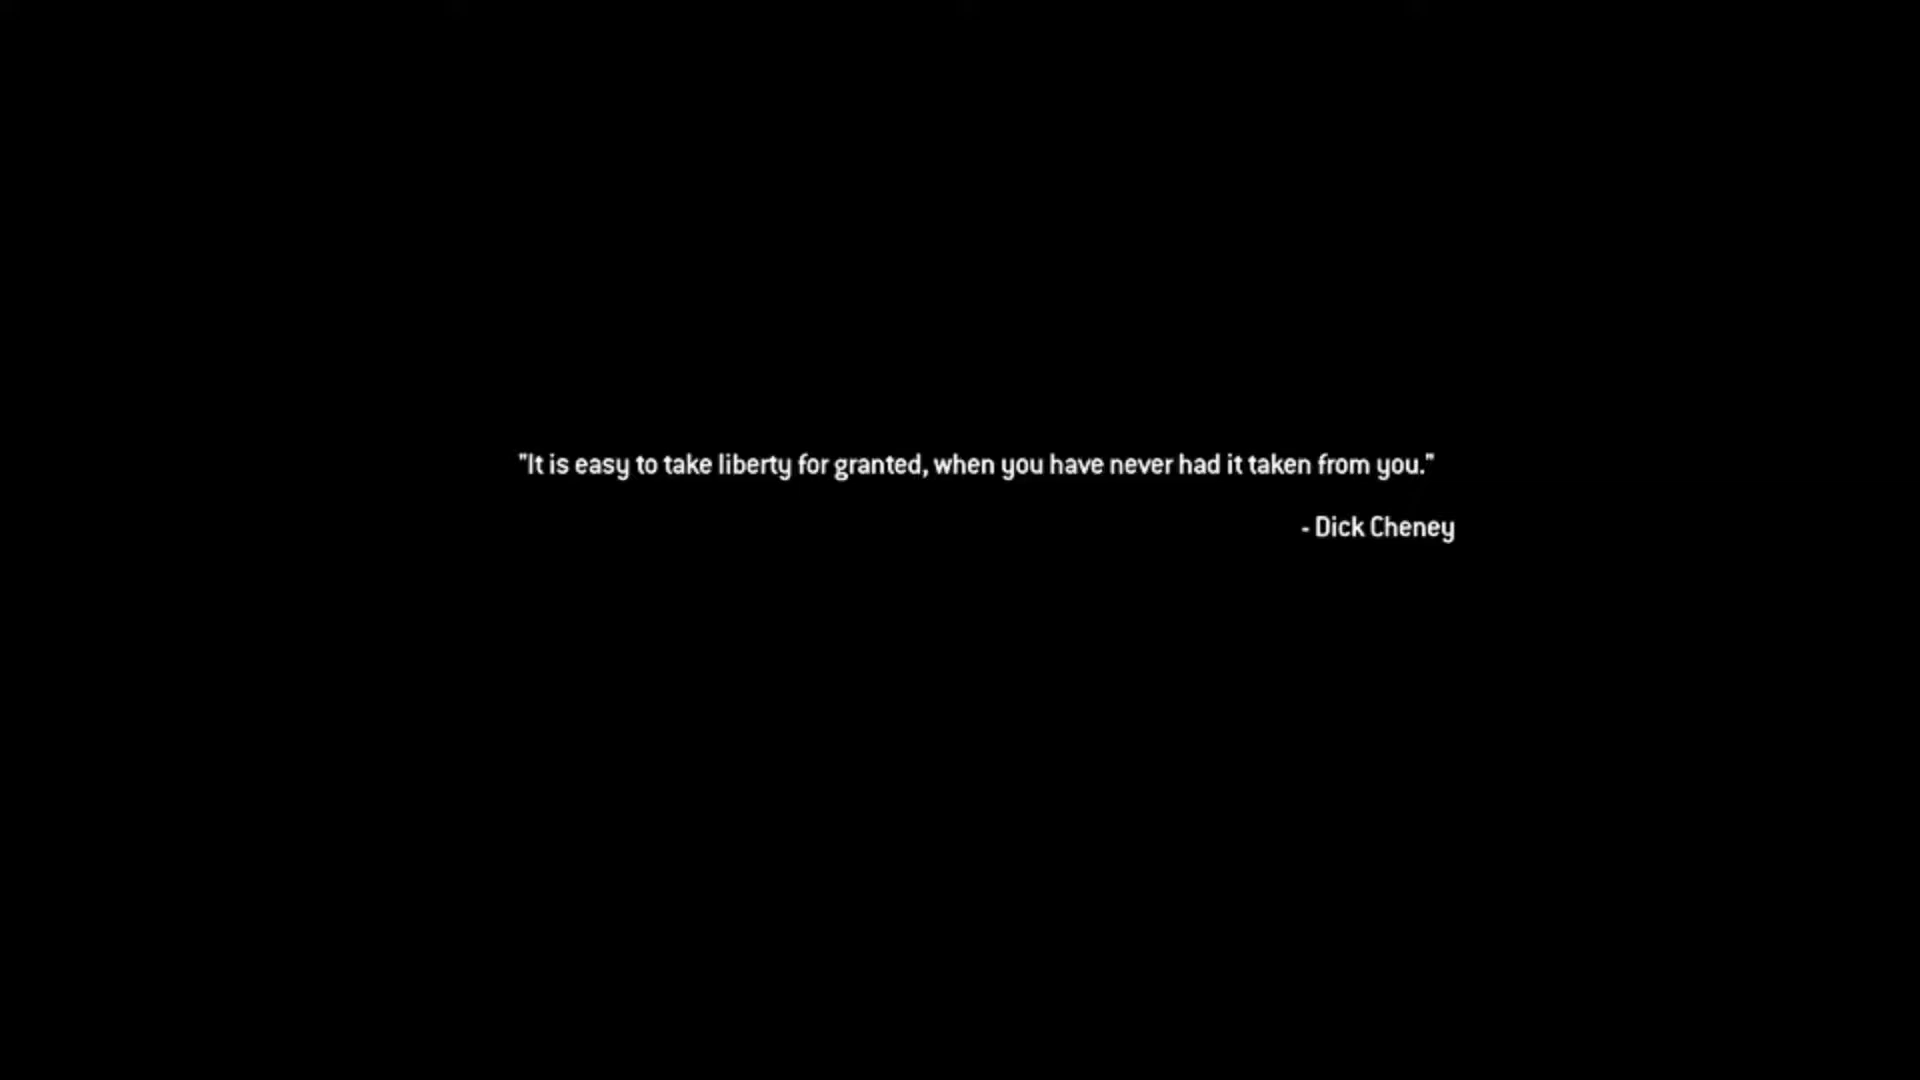 "It is easy to take liberty for granted, when you have never had it taken from you."
- Dick Cheney